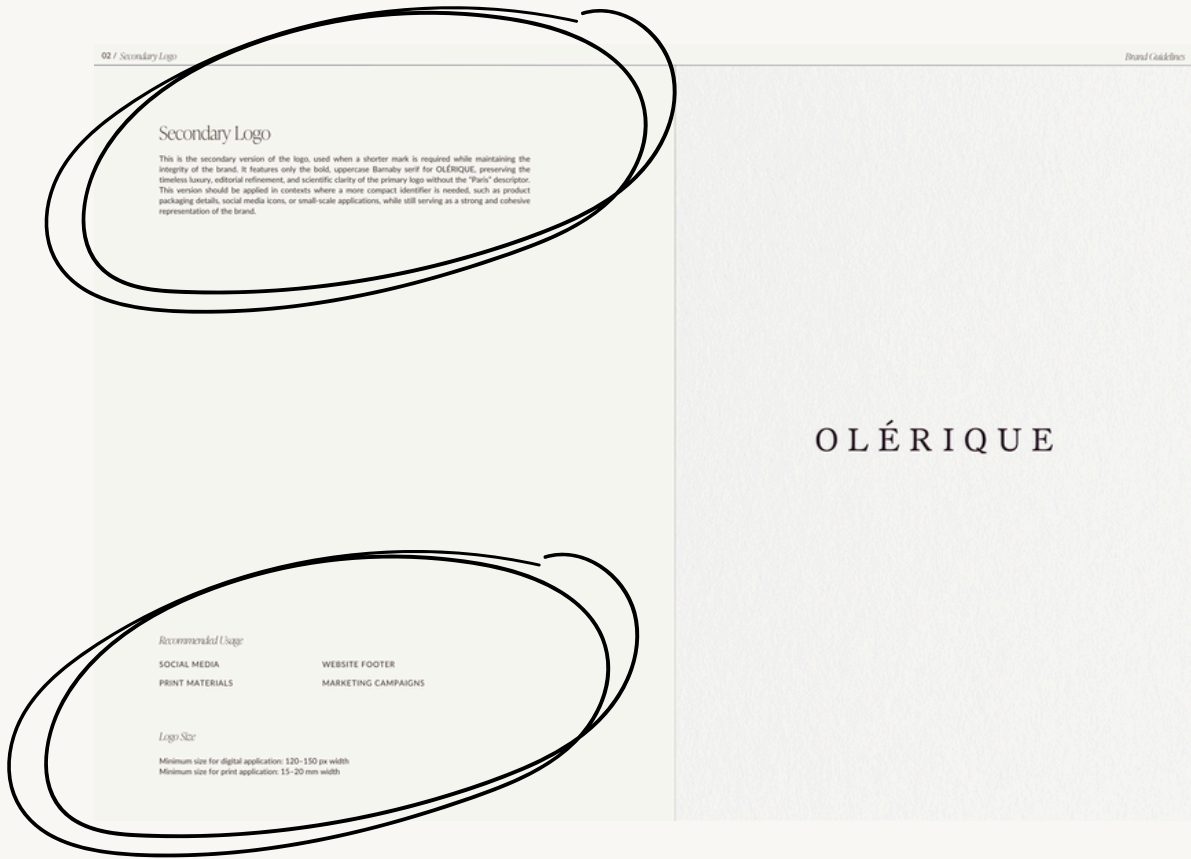 02 / Secondary Logo
Brand Guidelines
Secondary Logo
This is the secondary version of the logo, used when a shorter mark is required while maintaining the
integrity of the brand. It features only the bold, uppercase Barnaby serif for OLÉRIQUE, preserving the
timeless luxury, editorial refinement, and scientific clarity of the primary logo without the "Paris" descriptor.
This version should be applied in contexts where a more compact identifier is needed, such as product
packaging details, social media icons, or small-scale applications, while still serving as a strong and cohesive
representation of the brand.
OLÉRIQUE
Recommended Usage
SOCIAL MEDIA WEBSITE FOOTER
PRINT MATERIALS MARKETING CAMPAIGNS
Logo Size
Minimum size for digital application: 120–150 px width
Minimum size for print application: 15–20 mm width